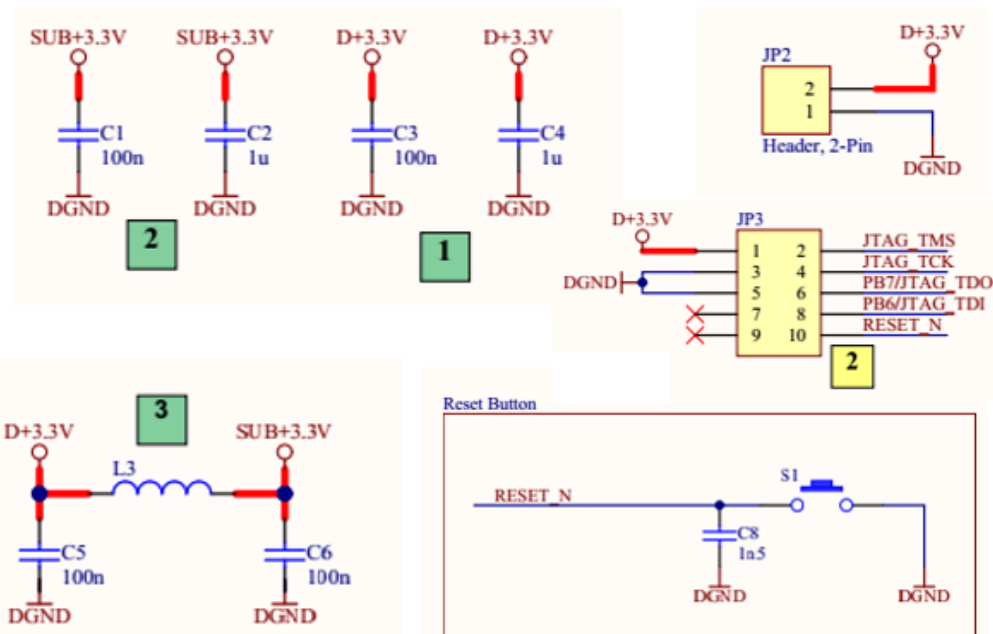 SUB+3.3V SUB+3.3V D+3.3V D+3.3V
C1 C2 C3 C4
100n 1u 100n 1u
DGND DGND DGND DGND
2 1
D+3.3V
JP2
2
1
Header, 2-Pin
DGND
D+3.3V JP3
1 2 JTAG_TMS
3 4 JTAG_TCK
DGND
5 6 PB7/JTAG_TDO
7 8 PB6/JTAG_TDI
9 10 RESET_N
2
3
D+3.3V SUB+3.3V
L3
C5 C6
100n 100n
DGND DGND
Reset Button
S1
RESET_N
C8
1n5
DGND DGND